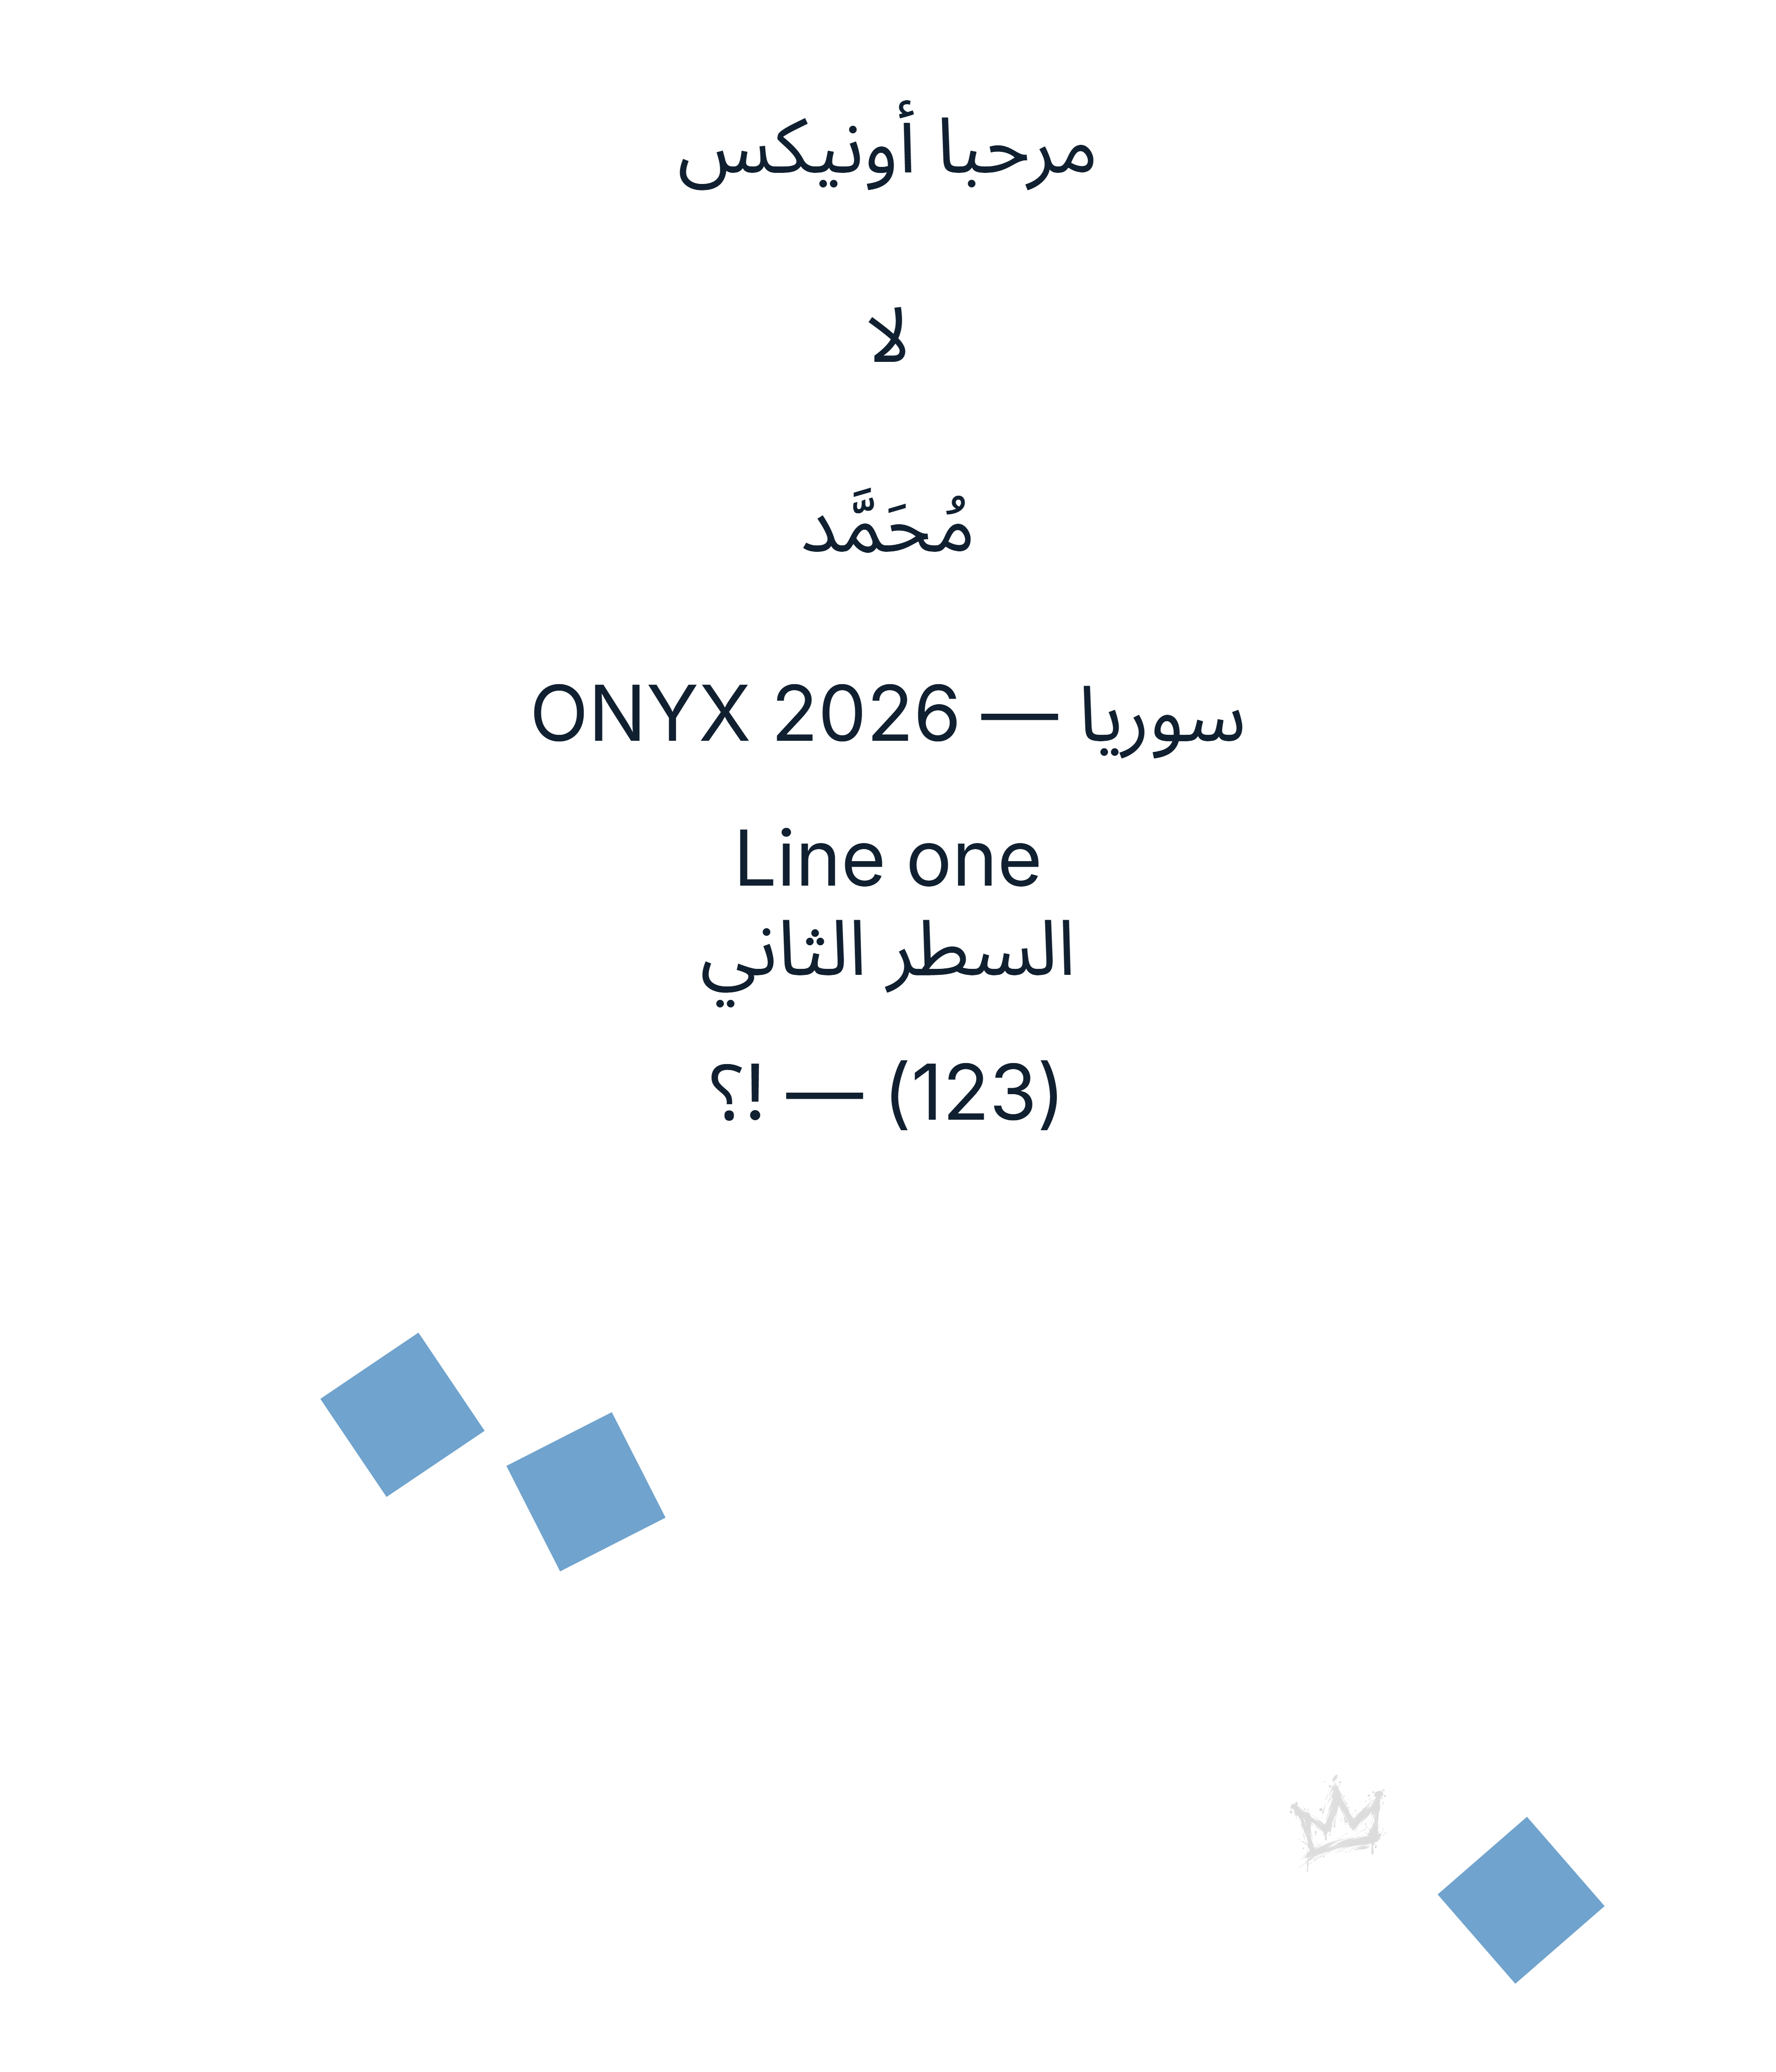 مرحبا أونيكس
لا
مُحَمَّد
ONYX 2026 — سوريا
Line one
السطر الثاني
؟! — (123)